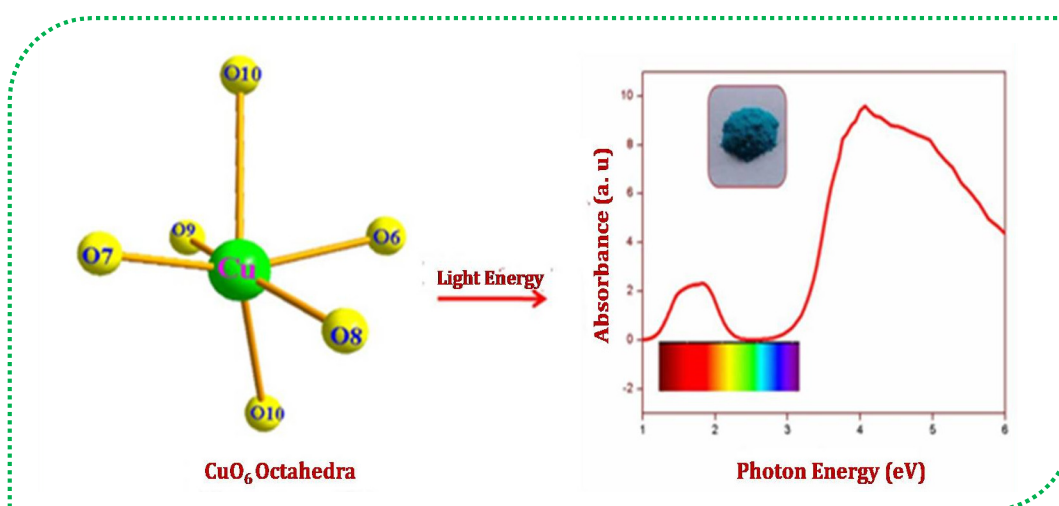 O10
O9
O6
O7
Cu
O8
O10
CuO₆ Octahedra
Light Energy
Absorbance (a. u)
10
8
6
4
2
0
-2
1
2
3
4
5
6
Photon Energy (eV)